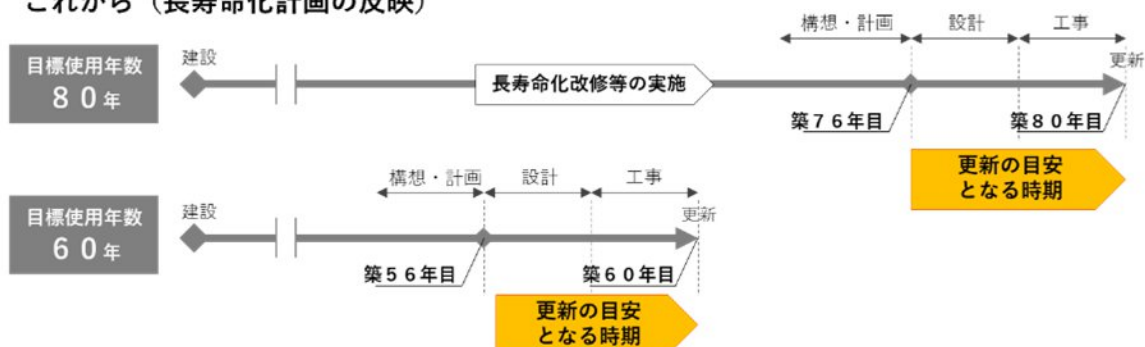 これから（長寿命化計画の反映）
構想・計画
設計
工事
目標使用年数
８０年
建設
長寿命化改修等の実施
更新
築７６年目
築８０年目
更新の目安
となる時期
構想・計画
設計
工事
目標使用年数
６０年
建設
更新
築５６年目
築６０年目
更新の目安
となる時期